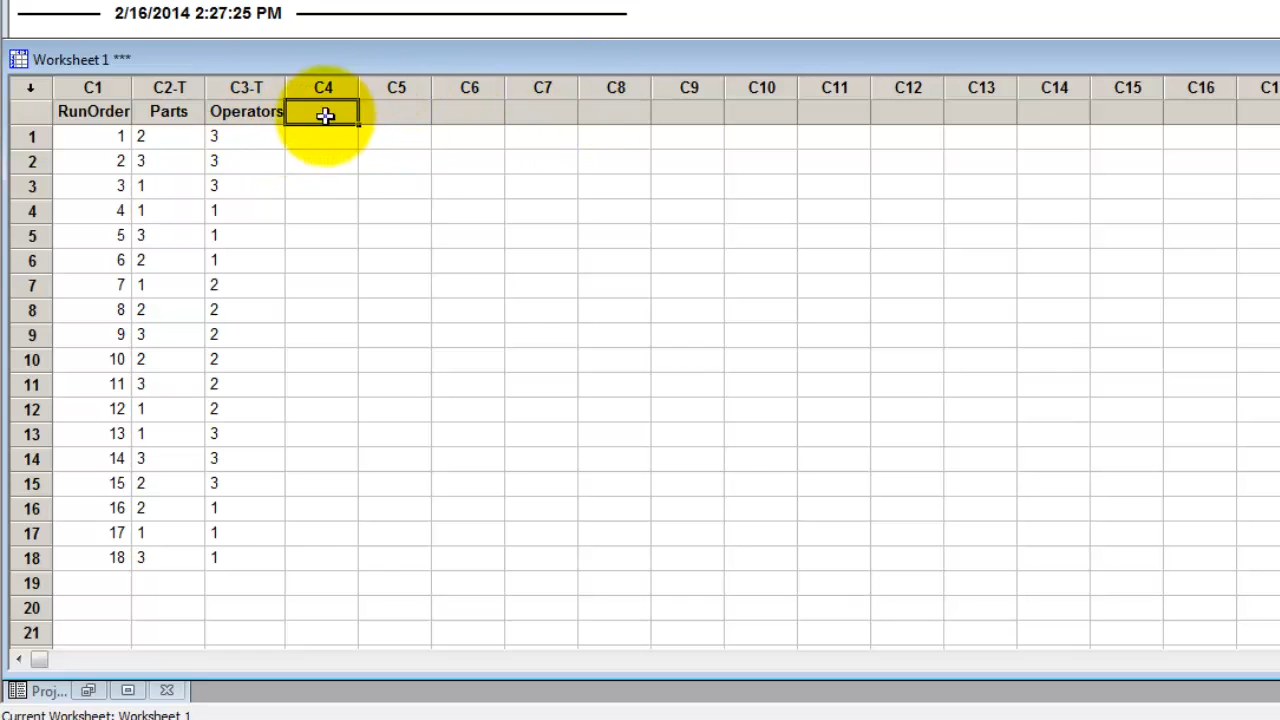 2/16/2014 2:27:25 PM
Worksheet 1 ***
C1 C2-T C3-T C4 C5 C6 C7 C8 C9 C10 C11 C12 C13 C14 C15 C16 C1
RunOrder Parts Operators
1 1 2 3
2 2 3 3
3 3 1 3
4 4 1 1
5 5 3 1
6 6 2 1
7 7 1 2
8 8 2 2
9 9 3 2
10 10 2 2
11 11 3 2
12 12 1 2
13 13 1 3
14 14 3 3
15 15 2 3
16 16 2 1
17 17 1 1
18 18 3 1
19
20
21
Proj...
Current Worksheet: Worksheet 1